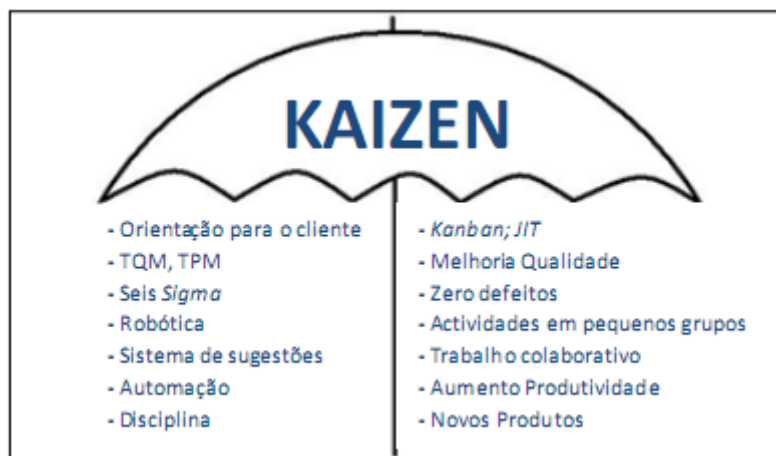 KAIZEN
- Orientação para o cliente
- TQM, TPM
- Seis Sigma
- Robótica
- Sistema de sugestões
- Automação
- Disciplina
- Kanban; JIT
- Melhoria Qualidade
- Zero defeitos
- Actividades em pequenos grupos
- Trabalho colaborativo
- Aumento Produtividade
- Novos Produtos